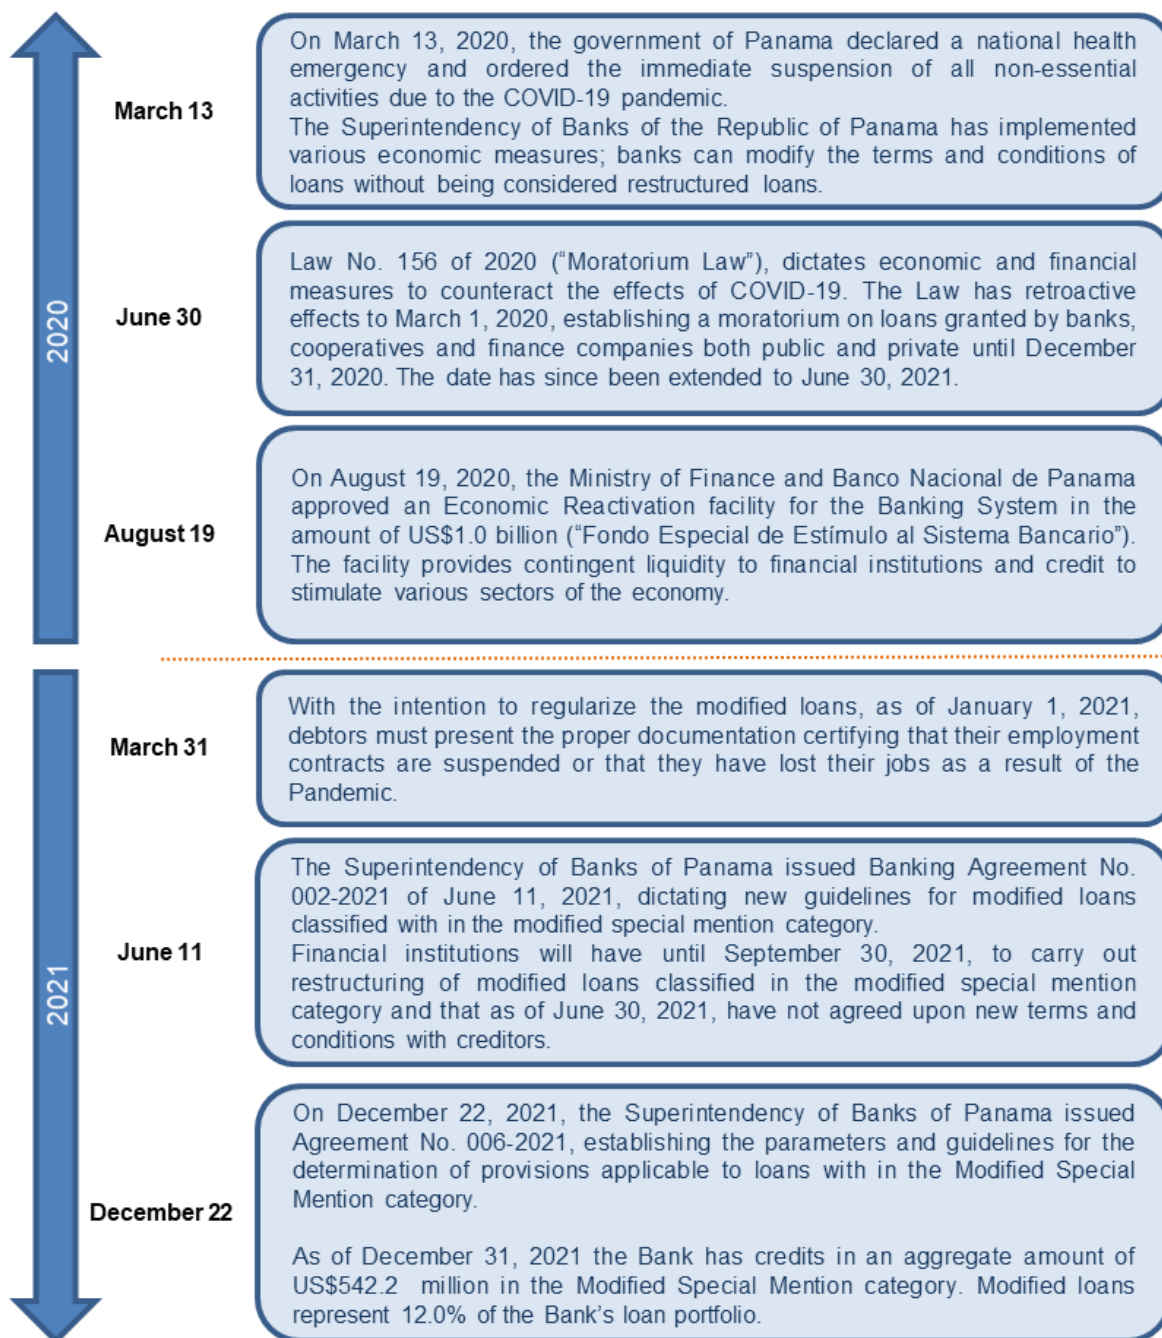 2020
March 13
On March 13, 2020, the government of Panama declared a national health
emergency and ordered the immediate suspension of all non-essential
activities due to the COVID-19 pandemic.
The Superintendency of Banks of the Republic of Panama has implemented
various economic measures; banks can modify the terms and conditions of
loans without being considered restructured loans.
June 30
Law No. 156 of 2020 (“Moratorium Law”), dictates economic and financial
measures to counteract the effects of COVID-19. The Law has retroactive
effects to March 1, 2020, establishing a moratorium on loans granted by banks,
cooperatives and finance companies both public and private until December
31, 2020. The date has since been extended to June 30, 2021.
August 19
On August 19, 2020, the Ministry of Finance and Banco Nacional de Panama
approved an Economic Reactivation facility for the Banking System in the
amount of US$1.0 billion (“Fondo Especial de Estímulo al Sistema Bancario”).
The facility provides contingent liquidity to financial institutions and credit to
stimulate various sectors of the economy.
2021
March 31
With the intention to regularize the modified loans, as of January 1, 2021,
debtors must present the proper documentation certifying that their employment
contracts are suspended or that they have lost their jobs as a result of the
Pandemic.
June 11
The Superintendency of Banks of Panama issued Banking Agreement No.
002-2021 of June 11, 2021, dictating new guidelines for modified loans
classified with in the modified special mention category.
Financial institutions will have until September 30, 2021, to carry out
restructuring of modified loans classified in the modified special mention
category and that as of June 30, 2021, have not agreed upon new terms and
conditions with creditors.
December 22
On December 22, 2021, the Superintendency of Banks of Panama issued
Agreement No. 006-2021, establishing the parameters and guidelines for the
determination of provisions applicable to loans with in the Modified Special
Mention category.
As of December 31, 2021 the Bank has credits in an aggregate amount of
US$542.2 million in the Modified Special Mention category. Modified loans
represent 12.0% of the Bank’s loan portfolio.